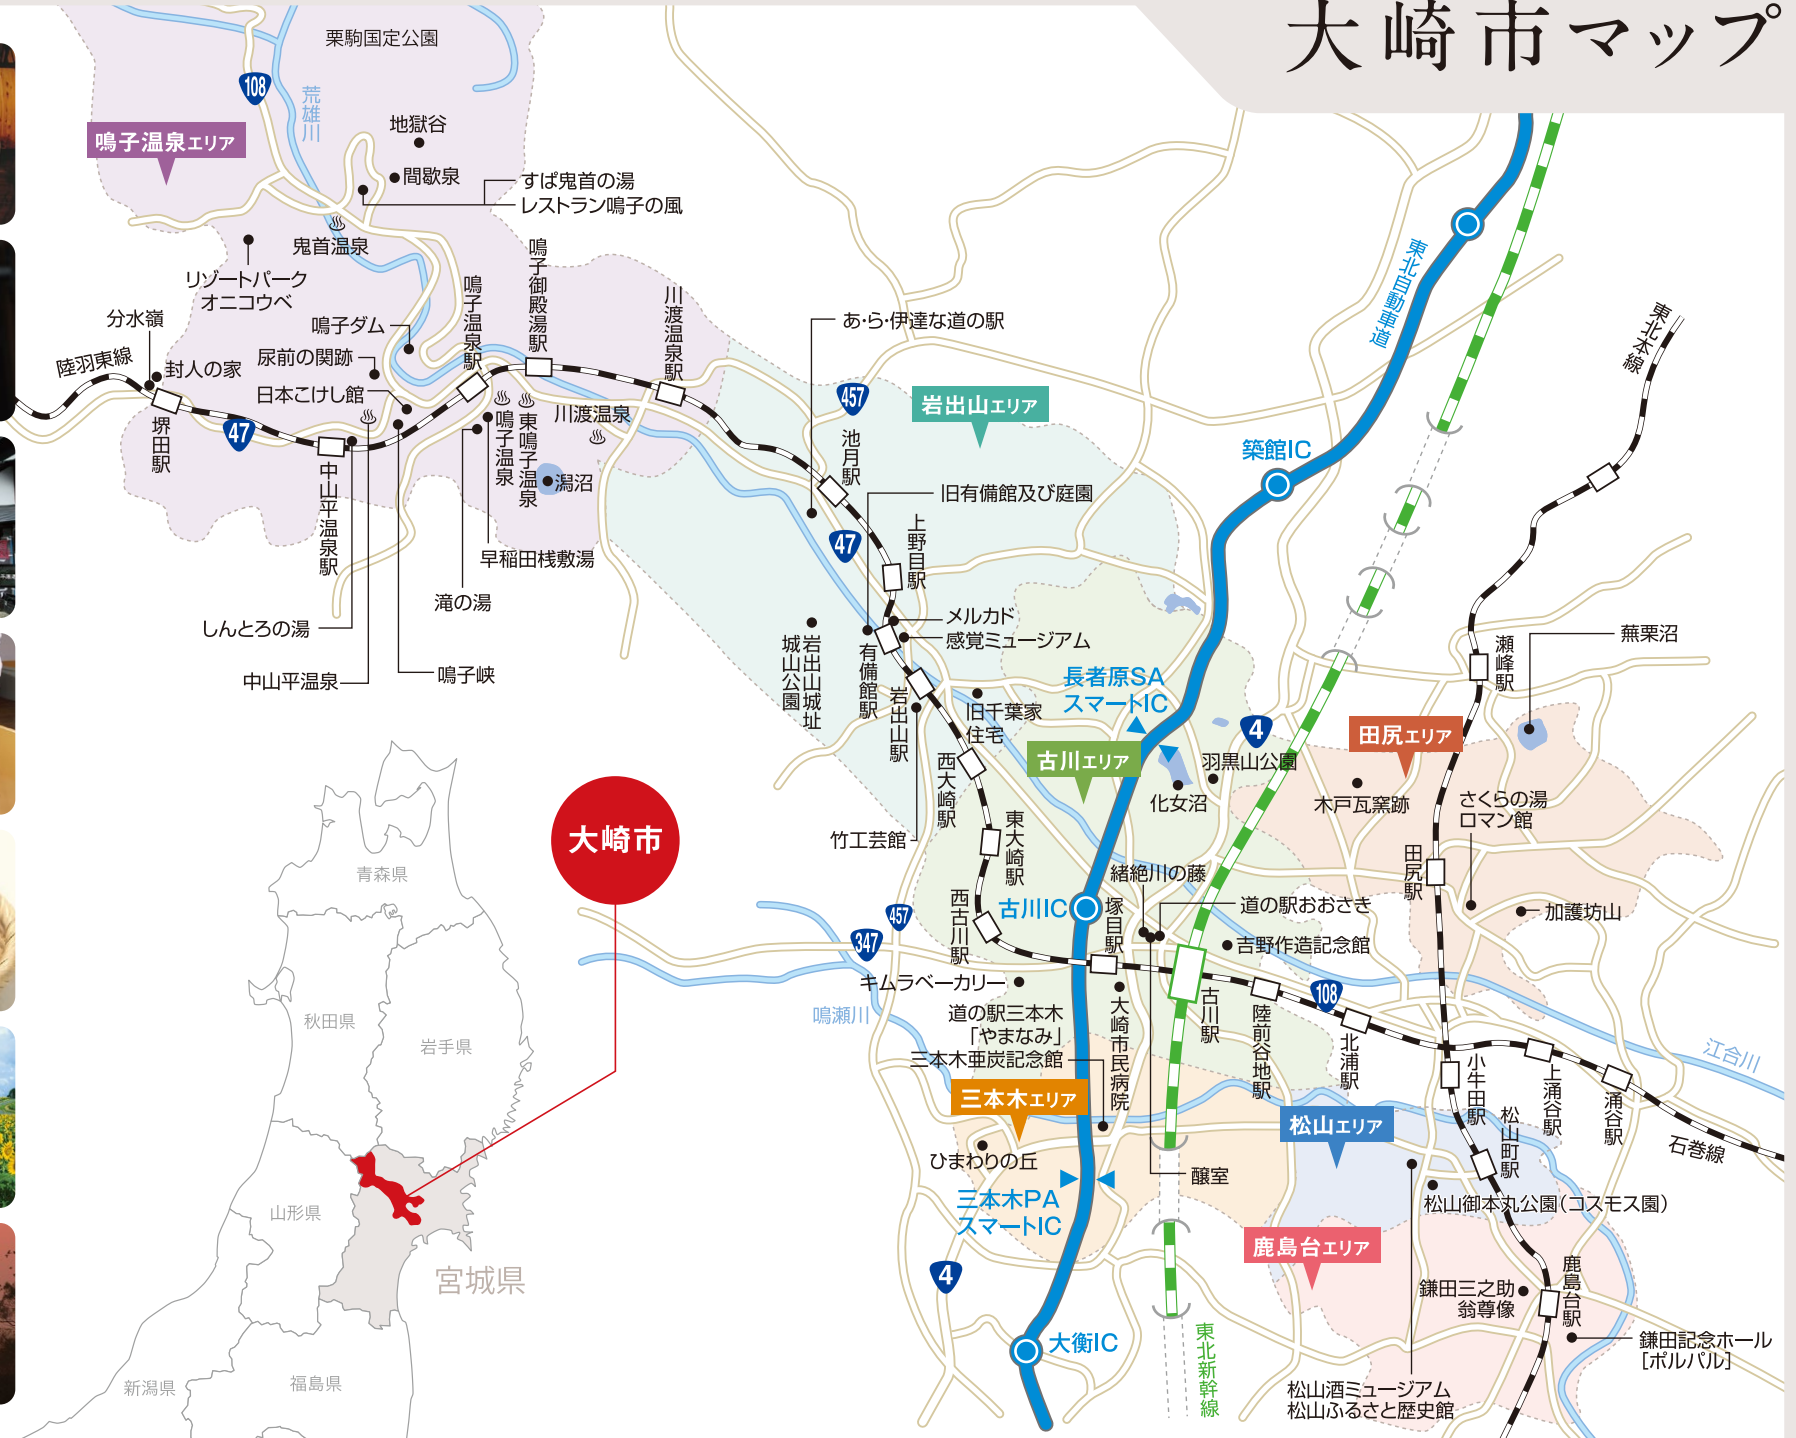 大崎市マップ
栗駒国定公園
108
荒雄川
鳴子温泉エリア
地獄谷
間歇泉
すぱ鬼首の湯
レストラン鳴子の風
鬼首温泉
リゾートパーク
オニコウベ
鳴子御殿湯駅
鳴子温泉駅
川渡温泉駅
分水嶺
鳴子ダム
陸羽東線
封人の家
尿前の関跡
日本こけし館
堺田駅
47
中山平温泉駅
鳴子温泉
東鳴子温泉
川渡温泉
潟沼
早稲田桟敷湯
滝の湯
しんとろの湯
中山平温泉
鳴子峡
あ・ら・伊達な道の駅
457
岩出山エリア
池月駅
旧有備館及び庭園
47
上野目駅
メルカド
感覚ミュージアム
岩出山城址
城山公園
有備館駅
岩出山駅
旧千葉家
住宅
竹工芸館
西大崎駅
東大崎駅
西古川駅
東北自動車道
東北本線
築館IC
長者原SA
スマートIC
古川エリア
4
羽黒山公園
化女沼
瀬峰駅
蕪栗沼
田尻エリア
木戸瓦窯跡
さくらの湯
ロマン館
田尻駅
加護坊山
緒絶川の藤
古川IC
塚目駅
道の駅おおさき
吉野作造記念館
457
347
キムラベーカリー
鳴瀬川
道の駅三本木
「やまなみ」
三本木亜炭記念館
大崎市民病院
古川駅
陸前谷地駅
108
北浦駅
江合川
小牛田駅
上涌谷駅
涌谷駅
石巻線
三本木エリア
ひまわりの丘
三本木PA
スマートIC
醸室
松山エリア
松山町駅
松山御本丸公園(コスモス園)
鹿島台エリア
鎌田三之助
翁尊像
鹿島台駅
鎌田記念ホール
[ポルパル]
松山酒ミュージアム
松山ふるさと歴史館
4
大衡IC
東北新幹線
大崎市
青森県
秋田県
岩手県
山形県
宮城県
新潟県
福島県